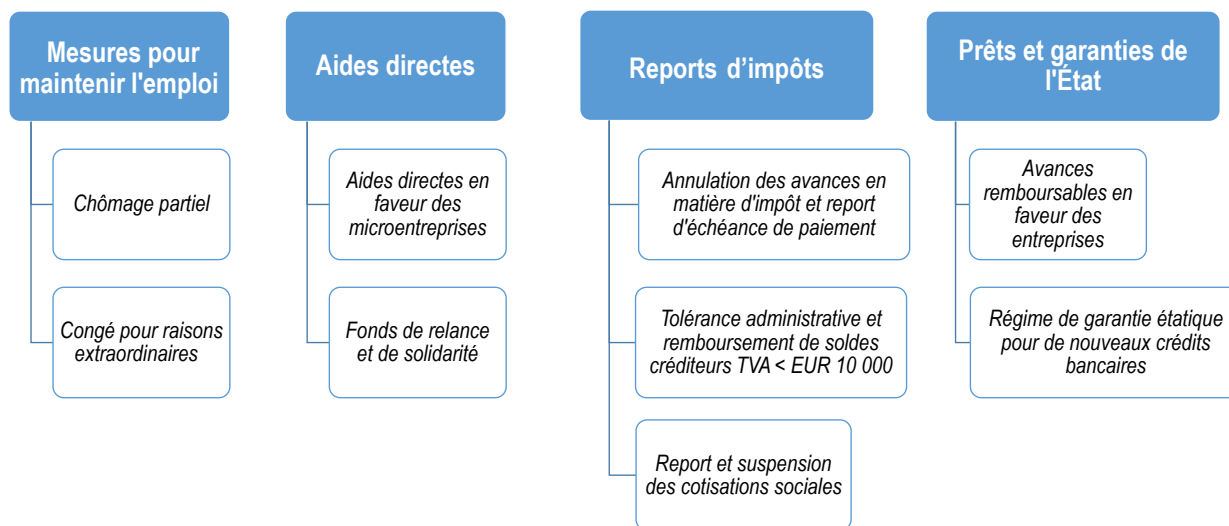 Mesures pour
maintenir l'emploi
Chômage partiel
Congé pour raisons
extraordinaires
Aides directes
Aides directes en
faveur des
microentreprises
Fonds de relance
et de solidarité
Reports d’impôts
Annulation des avances en
matière d'impôt et report
d'échéance de paiement
Tolérance administrative et
remboursement de soldes
créditeurs TVA < EUR 10 000
Report et suspension
des cotisations sociales
Prêts et garanties de
l'État
Avances
remboursables en
faveur des
entreprises
Régime de garantie étatique
pour de nouveaux crédits
bancaires